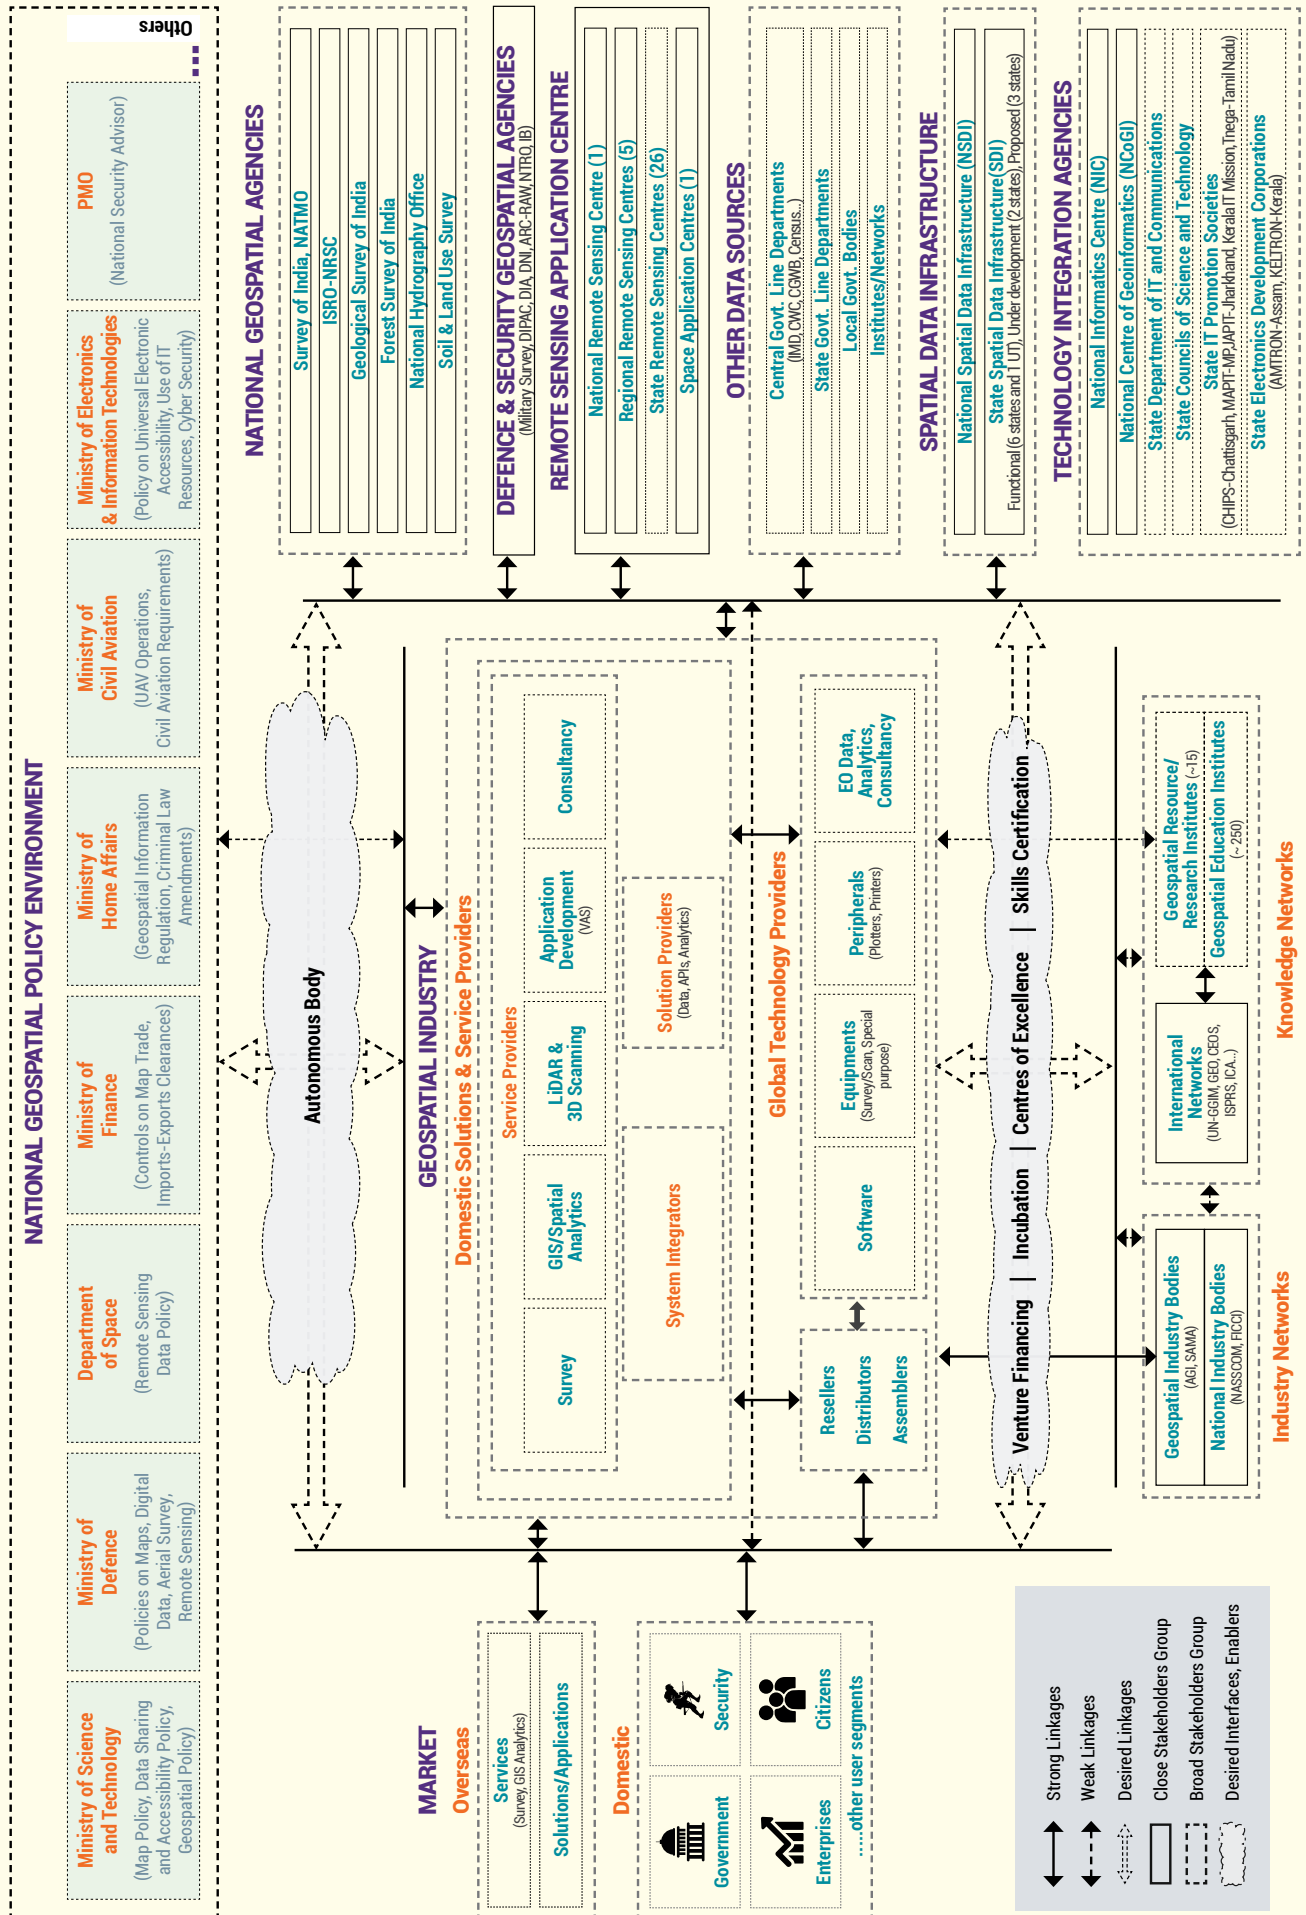 NATIONAL GEOSPATIAL POLICY ENVIRONMENT
Ministry of Science
and Technology
(Map Policy, Data Sharing
and Accessibility Policy,
Geospatial Policy)
Ministry of
Defence
(Policies on Maps, Digital
Data, Aerial Survey,
Remote Sensing)
Department
of Space
(Remote Sensing
Data Policy)
Ministry of
Finance
(Controls on Map Trade,
Imports-Exports Clearances)
Ministry of
Home Affairs
(Geospatial Information
Regulation, Criminal Law
Amendments)
Ministry of
Civil Aviation
(UAV Operations,
Civil Aviation Requirements)
Ministry of Electronics
& Information Technologies
(Policy on Universal Electronic
Accessibility, Use of IT
Resources, Cyber Security)
PMO
(National Security Advisor)
Others
Autonomous Body
MARKET
Overseas
Services
(Survey, GIS Analytics)
Solutions/Applications
Domestic
Government
Security
Enterprises
Citizens
.....other user segments
GEOSPATIAL INDUSTRY
Domestic Solutions & Service Providers
Service Providers
Survey
GIS/Spatial
Analytics
LiDAR &
3D Scanning
Application
Development
(VAS)
Consultancy
System Integrators
Solution Providers
(Data, APIs, Analytics)
Global Technology Providers
Resellers
Distributors
Assemblers
Software
Equipments
(Survey/Scan, Special
purpose)
Peripherals
(Plotters, Printers)
EO Data,
Analytics,
Consultancy
Venture Financing | Incubation | Centres of Excellence | Skills Certification
Geospatial Industry Bodies
(AGI, SAMA)
National Industry Bodies
(NASSCOM, FICCI)
Industry Networks
International
Networks
(UN-GGIM, GEO, CEOS,
ISPRS, ICA...)
Geospatial Resource/
Research Institutes (~15)
Geospatial Education Institutes
(~ 250)
Knowledge Networks
NATIONAL GEOSPATIAL AGENCIES
Survey of India, NATMO
ISRO-NRSC
Geological Survey of India
Forest Survey of India
National Hydrography Office
Soil & Land Use Survey
DEFENCE & SECURITY GEOSPATIAL AGENCIES
(Military Survey, DIPAC, DIA, DNI, ARC-RAW, NTRO, IB)
REMOTE SENSING APPLICATION CENTRE
National Remote Sensing Centre (1)
Regional Remote Sensing Centres (5)
State Remote Sensing Centres (26)
Space Application Centres (1)
OTHER DATA SOURCES
Central Govt. Line Departments
(IMD, CWC, CGWB, Census...)
State Govt. Line Departments
Local Govt. Bodies
Institutes/Networks
SPATIAL DATA INFRASTRUCTURE
National Spatial Data Infrastructure (NSDI)
State Spatial Data Infrastructure(SDI)
Functional (6 states and 1 UT), Under development (2 states), Proposed (3 states)
TECHNOLOGY INTEGRATION AGENCIES
National Informatics Centre (NIC)
National Centre of Geoinformatics (NCoGI)
State Department of IT and Communications
State Councils of Science and Technology
State IT Promotion Societies
(CHIPS-Chattisgarh, MAPIT-MP,JAPIT-Jharkhand, KeralaIT Mission,Tnega-Tamil Nadu)
State Electronics Development Corporations
(AMTRON-Assam, KELTRON-Kerala)
Strong Linkages
Weak Linkages
Desired Linkages
Close Stakeholders Group
Broad Stakeholders Group
Desired Interfaces, Enablers